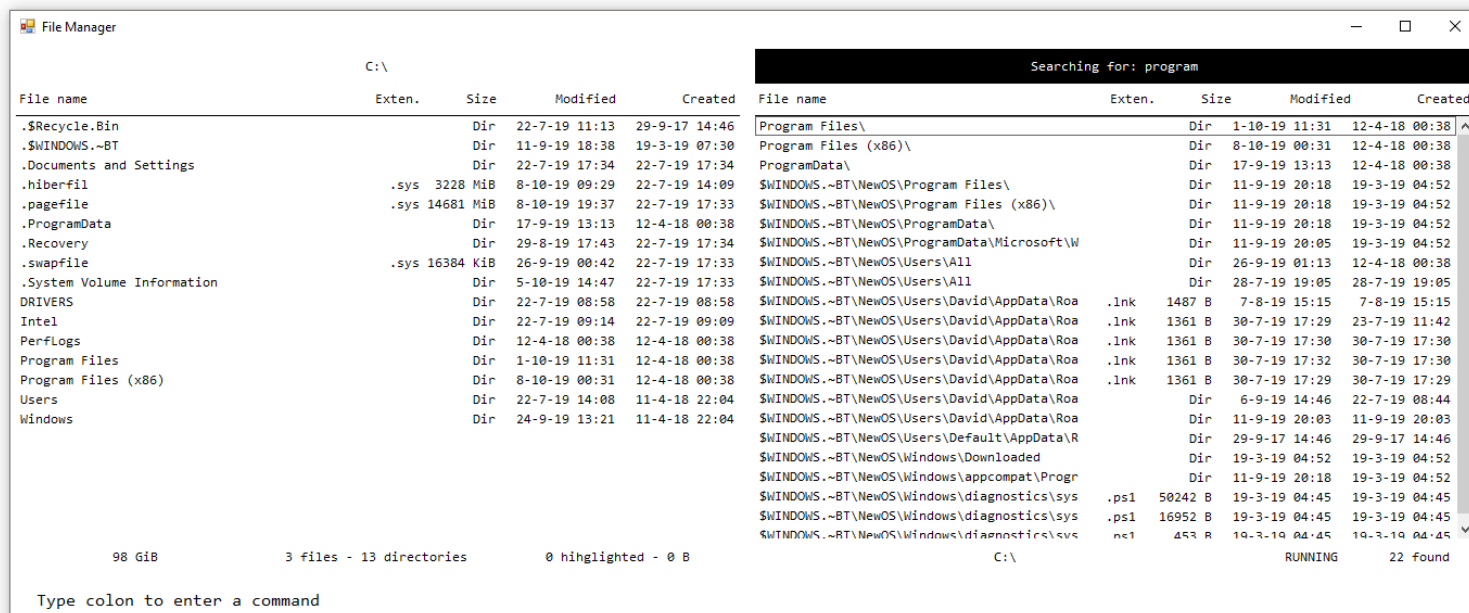 File Manager
C:\
File name Exten. Size Modified Created
.$Recycle.Bin Dir 22-7-19 11:13 29-9-17 14:46
.$WINDOWS.~BT Dir 11-9-19 18:38 19-3-19 07:30
.Documents and Settings Dir 22-7-19 17:34 22-7-19 17:34
.hiberfil .sys 3228 MiB 8-10-19 09:29 22-7-19 14:09
.pagefile .sys 14681 MiB 8-10-19 19:37 22-7-19 17:33
.ProgramData Dir 17-9-19 13:13 12-4-18 00:38
.Recovery Dir 29-8-19 17:43 22-7-19 17:34
.swapfile .sys 16384 KiB 26-9-19 00:42 22-7-19 17:33
.System Volume Information Dir 5-10-19 14:47 22-7-19 17:33
DRIVERS Dir 22-7-19 08:58 22-7-19 08:58
Intel Dir 22-7-19 09:14 22-7-19 09:09
PerfLogs Dir 12-4-18 00:38 12-4-18 00:38
Program Files Dir 1-10-19 11:31 12-4-18 00:38
Program Files (x86) Dir 8-10-19 00:31 12-4-18 00:38
Users Dir 22-7-19 14:08 11-4-18 22:04
Windows Dir 24-9-19 13:21 11-4-18 22:04
98 GiB 3 files - 13 directories 0 hihglighted - 0 B
Searching for: program
File name Exten. Size Modified Created
Program Files\ Dir 1-10-19 11:31 12-4-18 00:38
Program Files (x86)\ Dir 8-10-19 00:31 12-4-18 00:38
ProgramData\ Dir 17-9-19 13:13 12-4-18 00:38
$WINDOWS.~BT\NewOS\Program Files\ Dir 11-9-19 20:18 19-3-19 04:52
$WINDOWS.~BT\NewOS\Program Files (x86)\ Dir 11-9-19 20:18 19-3-19 04:52
$WINDOWS.~BT\NewOS\ProgramData\ Dir 11-9-19 20:18 19-3-19 04:52
$WINDOWS.~BT\NewOS\ProgramData\Microsoft\W Dir 11-9-19 20:05 19-3-19 04:52
$WINDOWS.~BT\NewOS\Users\All Dir 26-9-19 01:13 12-4-18 00:38
$WINDOWS.~BT\NewOS\Users\All Dir 28-7-19 19:05 28-7-19 19:05
$WINDOWS.~BT\NewOS\Users\David\AppData\Roa .lnk 1487 B 7-8-19 15:15 7-8-19 15:15
$WINDOWS.~BT\NewOS\Users\David\AppData\Roa .lnk 1361 B 30-7-19 17:29 23-7-19 11:42
$WINDOWS.~BT\NewOS\Users\David\AppData\Roa .lnk 1361 B 30-7-19 17:30 30-7-19 17:30
$WINDOWS.~BT\NewOS\Users\David\AppData\Roa .lnk 1361 B 30-7-19 17:32 30-7-19 17:30
$WINDOWS.~BT\NewOS\Users\David\AppData\Roa .lnk 1361 B 30-7-19 17:29 30-7-19 17:29
$WINDOWS.~BT\NewOS\Users\David\AppData\Roa Dir 6-9-19 14:46 22-7-19 08:44
$WINDOWS.~BT\NewOS\Users\David\AppData\Roa Dir 11-9-19 20:03 11-9-19 20:03
$WINDOWS.~BT\NewOS\Users\Default\AppData\R Dir 29-9-17 14:46 29-9-17 14:46
$WINDOWS.~BT\NewOS\Windows\Downloaded Dir 19-3-19 04:52 19-3-19 04:52
$WINDOWS.~BT\NewOS\Windows\appcompat\Progr Dir 11-9-19 20:18 19-3-19 04:52
$WINDOWS.~BT\NewOS\Windows\diagnostics\sys .ps1 50242 B 19-3-19 04:45 19-3-19 04:45
$WINDOWS.~BT\NewOS\Windows\diagnostics\sys .ps1 16952 B 19-3-19 04:45 19-3-19 04:45
$WINDOWS.~BT\NewOS\Windows\diagnostics\sys .ps1 453 B 19-3-19 04:45 19-3-19 04:45
C:\ RUNNING 22 found
Type colon to enter a command